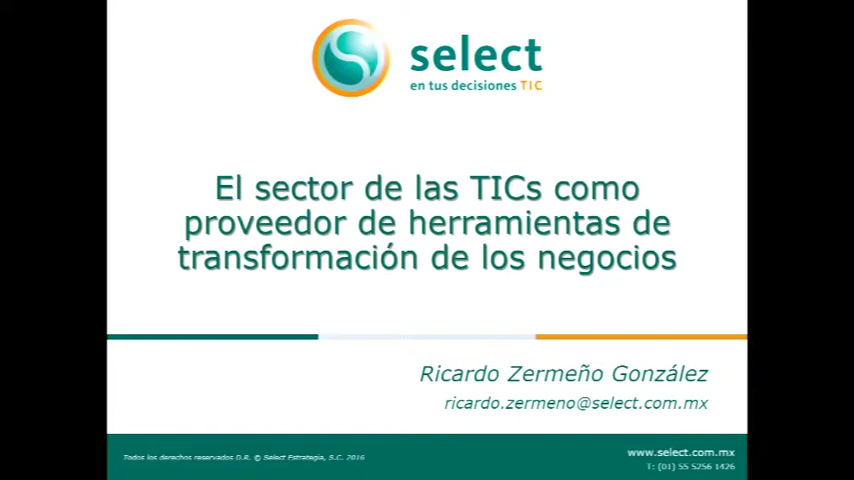 select
en tus decisiones TIC
El sector de las TICs como
proveedor de herramientas de
transformación de los negocios
Ricardo Zermeño González
ricardo.zermeno@select.com.mx
Todos los derechos reservados D.R. © Select Estrategia, S.C. 2016
www.select.com.mx
T: (01) 55 5256 1426